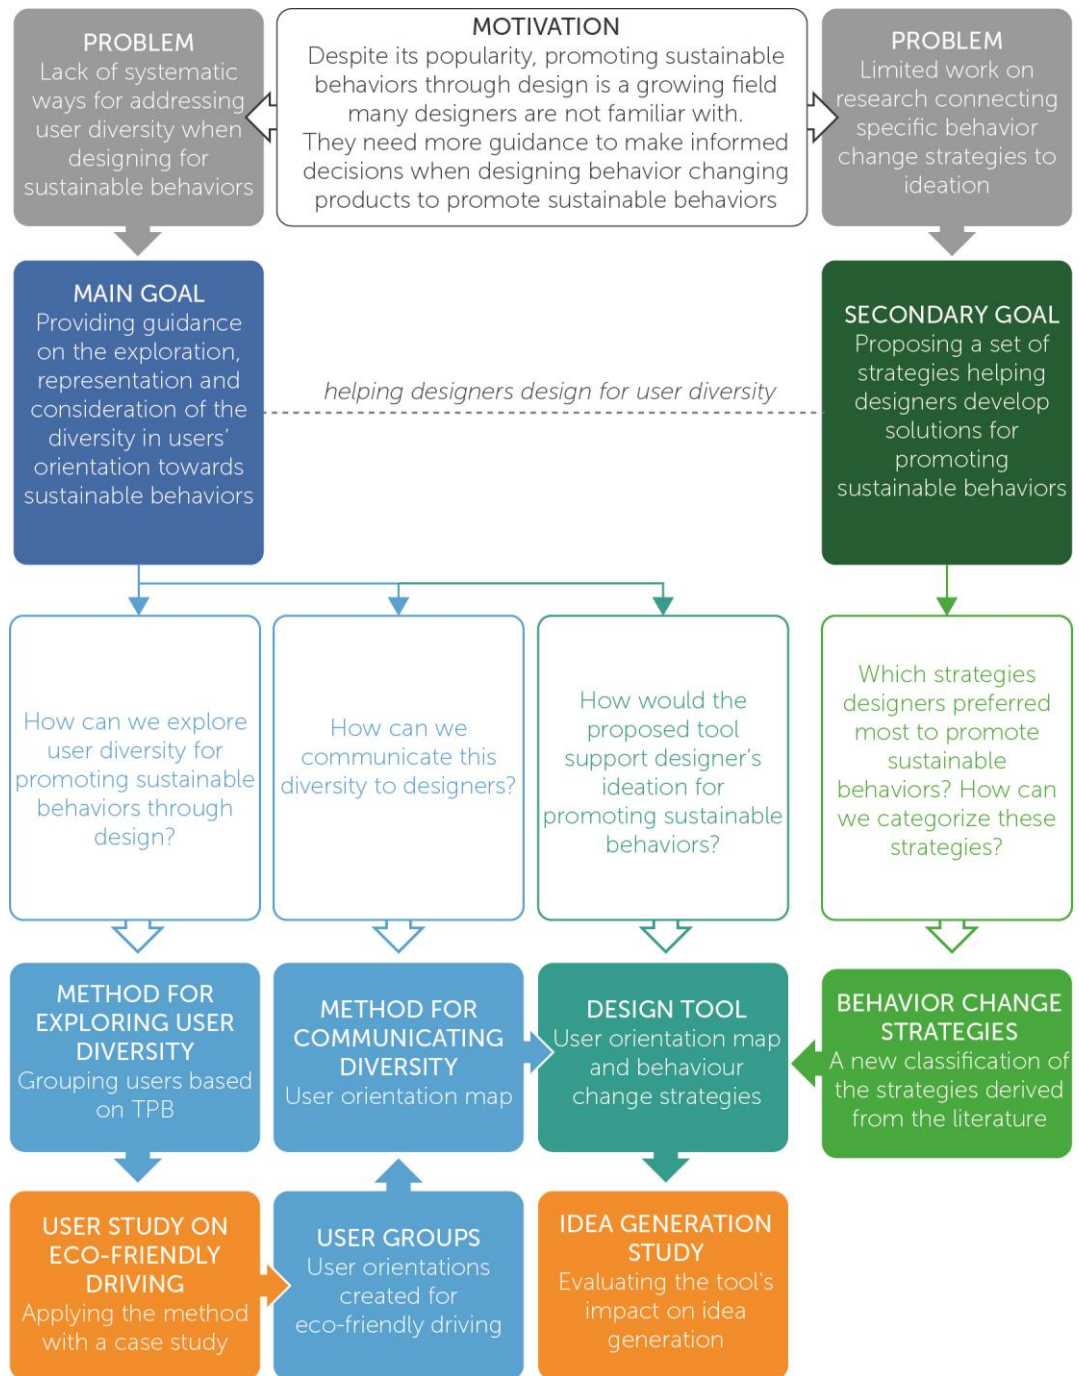 PROBLEM
Lack of systematic
ways for addressing
user diversity when
designing for
sustainable behaviors
MOTIVATION
Despite its popularity, promoting sustainable
behaviors through design is a growing field
many designers are not familiar with.
They need more guidance to make informed
decisions when designing behavior changing
products to promote sustainable behaviors
PROBLEM
Limited work on
research connecting
specific behavior
change strategies to
ideation
MAIN GOAL
Providing guidance
on the exploration,
representation and
consideration of the
diversity in users'
orientation towards
sustainable behaviors
helping designers design for user diversity
SECONDARY GOAL
Proposing a set of
strategies helping
designers develop
solutions for
promoting
sustainable behaviors
How can we explore
user diversity for
promoting sustainable
behaviors through
design?
How can we
communicate this
diversity to designers?
How would the
proposed tool
support designer's
ideation for
promoting sustainable
behaviors?
Which strategies
designers preferred
most to promote
sustainable
behaviors? How can
we categorize these
strategies?
METHOD FOR
EXPLORING USER
DIVERSITY
Grouping users based
on TPB
METHOD FOR
COMMUNICATING
DIVERSITY
User orientation map
DESIGN TOOL
User orientation map
and behaviour
change strategies
BEHAVIOR CHANGE
STRATEGIES
A new classification of
the strategies derived
from the literature
USER STUDY ON
ECO-FRIENDLY
DRIVING
Applying the method
with a case study
USER GROUPS
User orientations
created for
eco-friendly driving
IDEA GENERATION
STUDY
Evaluating the tool's
impact on idea
generation